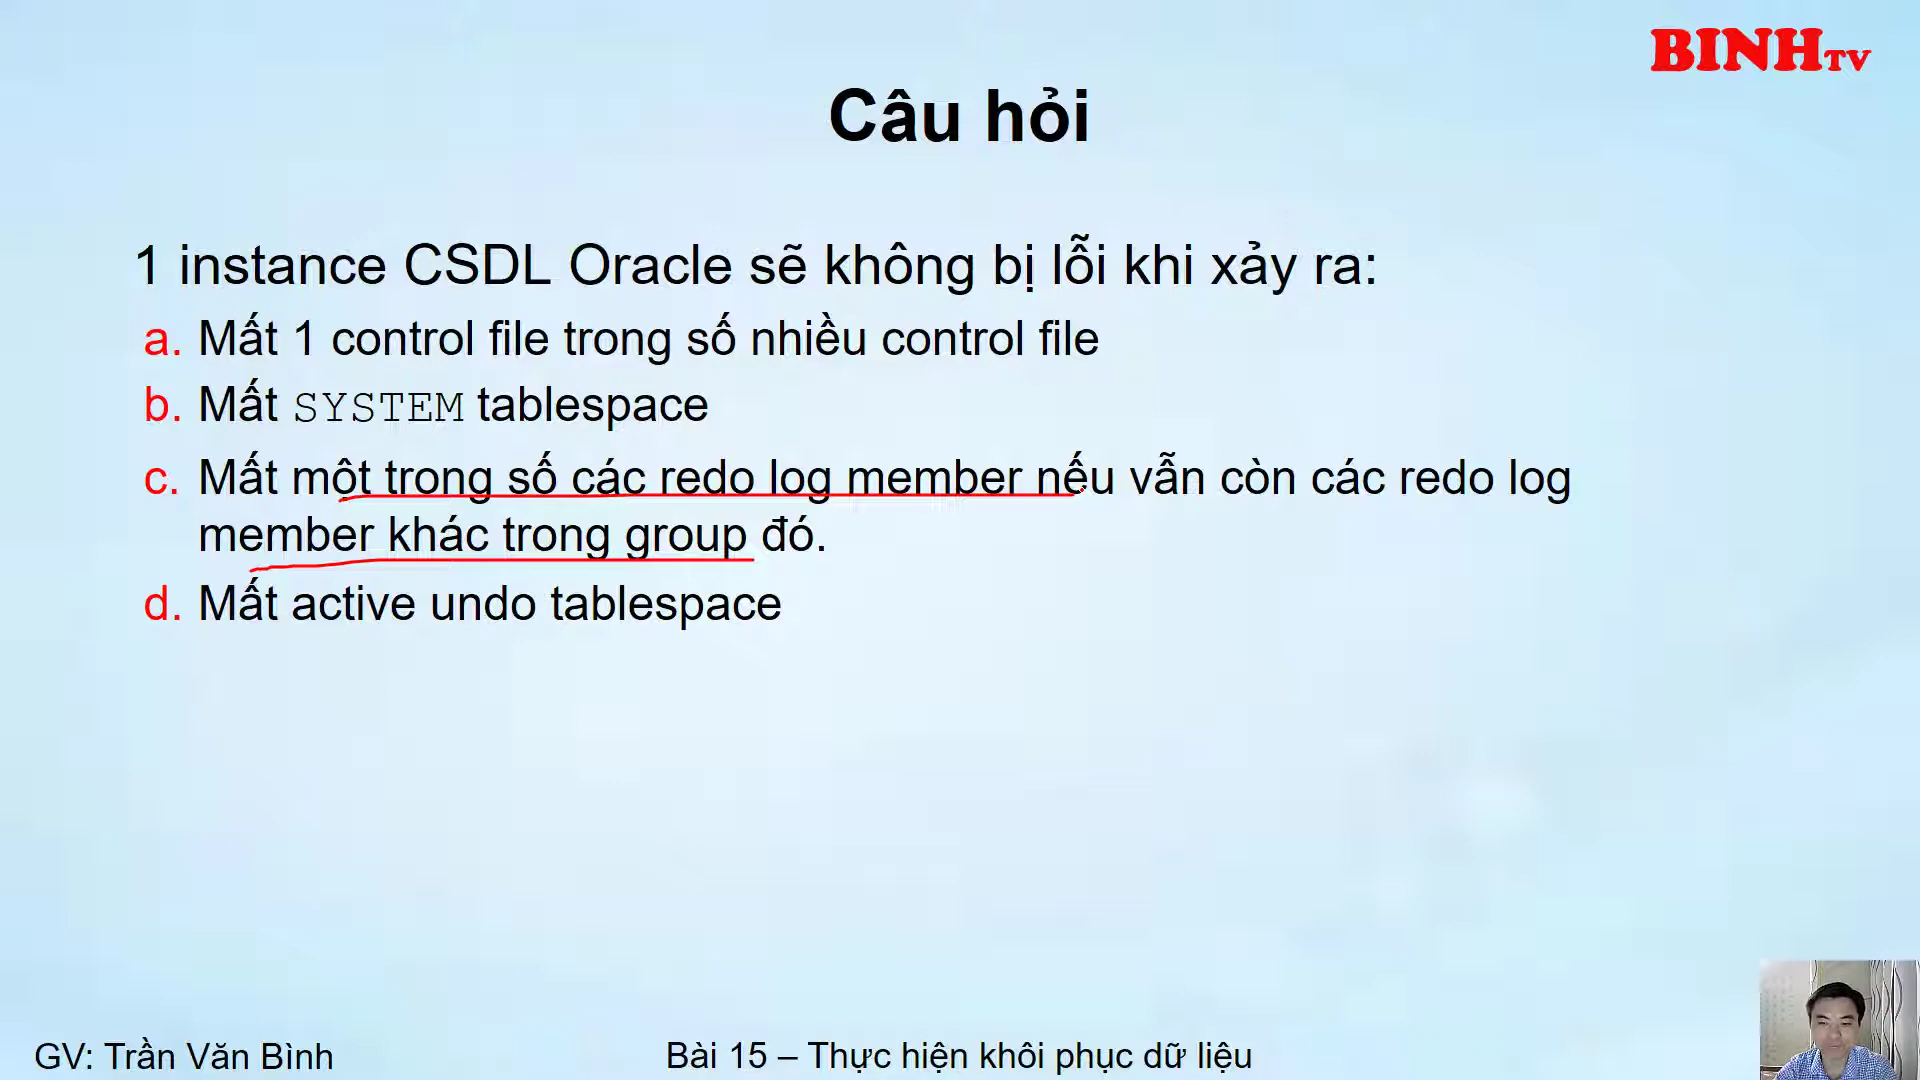 BINHTV
Câu hỏi
1 instance CSDL Oracle sẽ không bị lỗi khi xảy ra:
a. Mất 1 control file trong số nhiều control file
b. Mất SYSTEM tablespace
c. Mất một trong số các redo log member nếu vẫn còn các redo log
member khác trong group đó.
d. Mất active undo tablespace
GV: Trần Văn Bình
Bài 15 – Thực hiện khôi phục dữ liệu